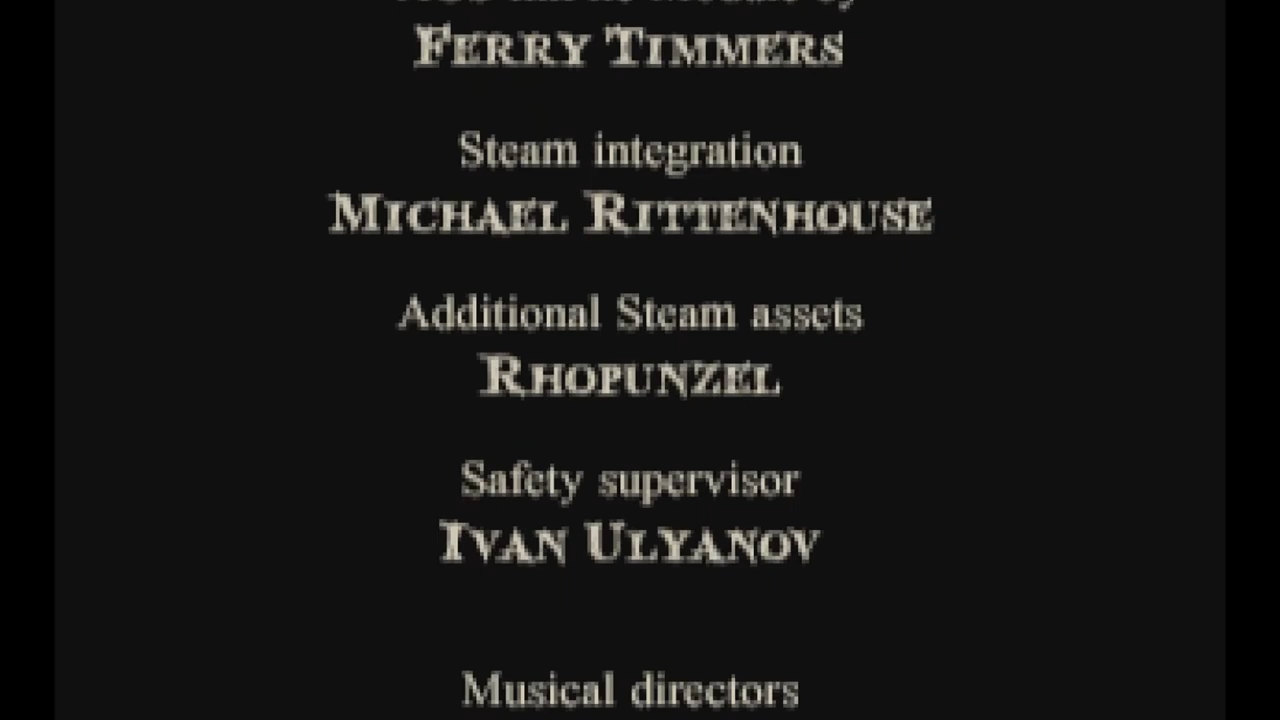 FERRY TIMMERS
Steam integration
MICHAEL RITTENHOUSE
Additional Steam assets
RHOPUNZEL
Safety supervisor
IVAN ULYANOV
Musical directors